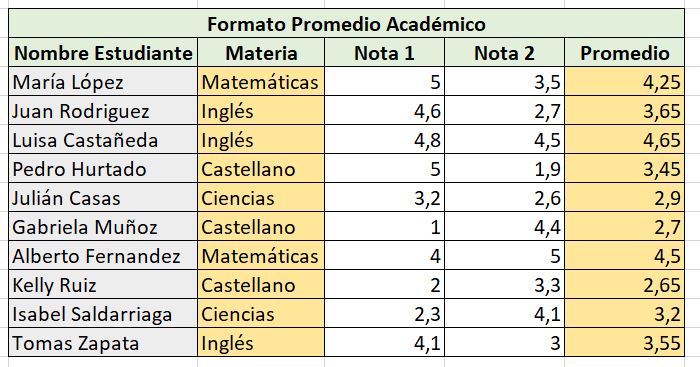 Formato Promedio Académico
Nombre Estudiante Materia Nota 1 Nota 2 Promedio
María López Matemáticas 5 3,5 4,25
Juan Rodriguez Inglés 4,6 2,7 3,65
Luisa Castañeda Inglés 4,8 4,5 4,65
Pedro Hurtado Castellano 5 1,9 3,45
Julián Casas Ciencias 3,2 2,6 2,9
Gabriela Muñoz Castellano 1 4,4 2,7
Alberto Fernandez Matemáticas 4 5 4,5
Kelly Ruiz Castellano 2 3,3 2,65
Isabel Saldarriaga Ciencias 2,3 4,1 3,2
Tomas Zapata Inglés 4,1 3 3,55